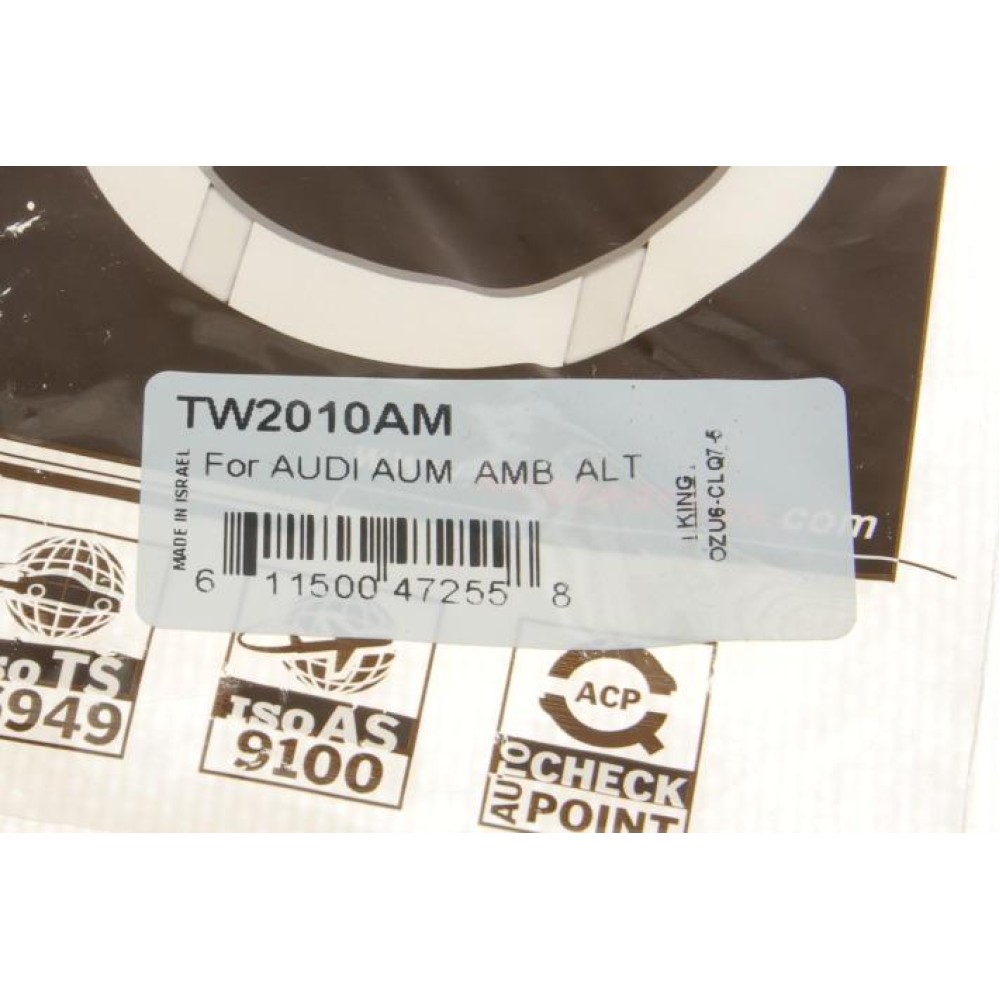 TW2010AM
For AUDI AUM AMB ALT
MADE IN ISRAEL
KING
6 11500 47255 8
.com
ISO TS
949
ISO AS
9100
ACP
AUTO
CHECK
POINT